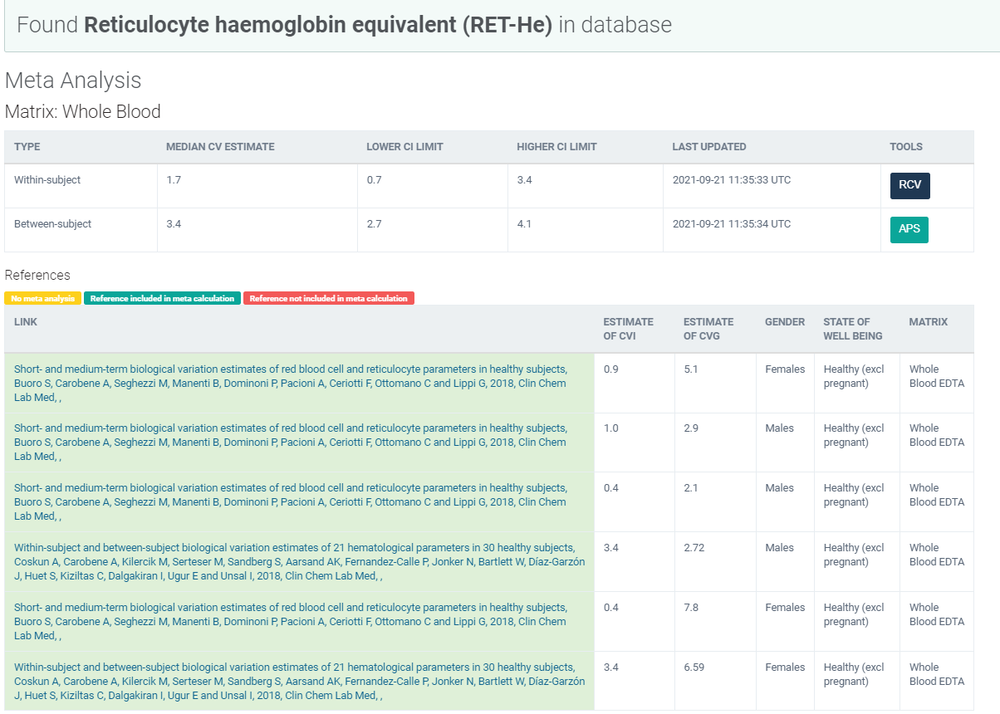 Found Reticulocyte haemoglobin equivalent (RET-He) in database
Meta Analysis
Matrix: Whole Blood
TYPE MEDIAN CV ESTIMATE LOWER CI LIMIT HIGHER CI LIMIT LAST UPDATED TOOLS
Within-subject 1.7 0.7 3.4 2021-09-21 11:35:33 UTC RCV
Between-subject 3.4 2.7 4.1 2021-09-21 11:35:34 UTC APS
References
No meta analysis Reference included in meta calculation Reference not included in meta calculation
LINK ESTIMATE OF CVI ESTIMATE OF CVG GENDER STATE OF WELL BEING MATRIX
Short- and medium-term biological variation estimates of red blood cell and reticulocyte parameters in healthy subjects,
Buoro S, Carobene A, Seghezzi M, Manenti B, Dominoni P, Pacioni A, Ceriotti F, Ottomano C and Lippi G, 2018, Clin Chem
Lab Med, ,
0.9 5.1 Females Healthy (excl pregnant) Whole Blood EDTA
Short- and medium-term biological variation estimates of red blood cell and reticulocyte parameters in healthy subjects,
Buoro S, Carobene A, Seghezzi M, Manenti B, Dominoni P, Pacioni A, Ceriotti F, Ottomano C and Lippi G, 2018, Clin Chem
Lab Med, ,
1.0 2.9 Males Healthy (excl pregnant) Whole Blood EDTA
Short- and medium-term biological variation estimates of red blood cell and reticulocyte parameters in healthy subjects,
Buoro S, Carobene A, Seghezzi M, Manenti B, Dominoni P, Pacioni A, Ceriotti F, Ottomano C and Lippi G, 2018, Clin Chem
Lab Med, ,
0.4 2.1 Males Healthy (excl pregnant) Whole Blood EDTA
Within-subject and between-subject biological variation estimates of 21 hematological parameters in 30 healthy subjects,
Coskun A, Carobene A, Kilercik M, Serteser M, Sandberg S, Aarsand AK, Fernandez-Calle P, Jonker N, Bartlett W, Díaz-Garzón
J, Huet S, Kiziltas C, Dalgakiran I, Ugur E and Unsal I, 2018, Clin Chem Lab Med, ,
3.4 2.72 Males Healthy (excl pregnant) Whole Blood EDTA
Short- and medium-term biological variation estimates of red blood cell and reticulocyte parameters in healthy subjects,
Buoro S, Carobene A, Seghezzi M, Manenti B, Dominoni P, Pacioni A, Ceriotti F, Ottomano C and Lippi G, 2018, Clin Chem
Lab Med, ,
0.4 7.8 Females Healthy (excl pregnant) Whole Blood EDTA
Within-subject and between-subject biological variation estimates of 21 hematological parameters in 30 healthy subjects,
Coskun A, Carobene A, Kilercik M, Serteser M, Sandberg S, Aarsand AK, Fernandez-Calle P, Jonker N, Bartlett W, Díaz-Garzón
J, Huet S, Kiziltas C, Dalgakiran I, Ugur E and Unsal I, 2018, Clin Chem Lab Med, ,
3.4 6.59 Females Healthy (excl pregnant) Whole Blood EDTA